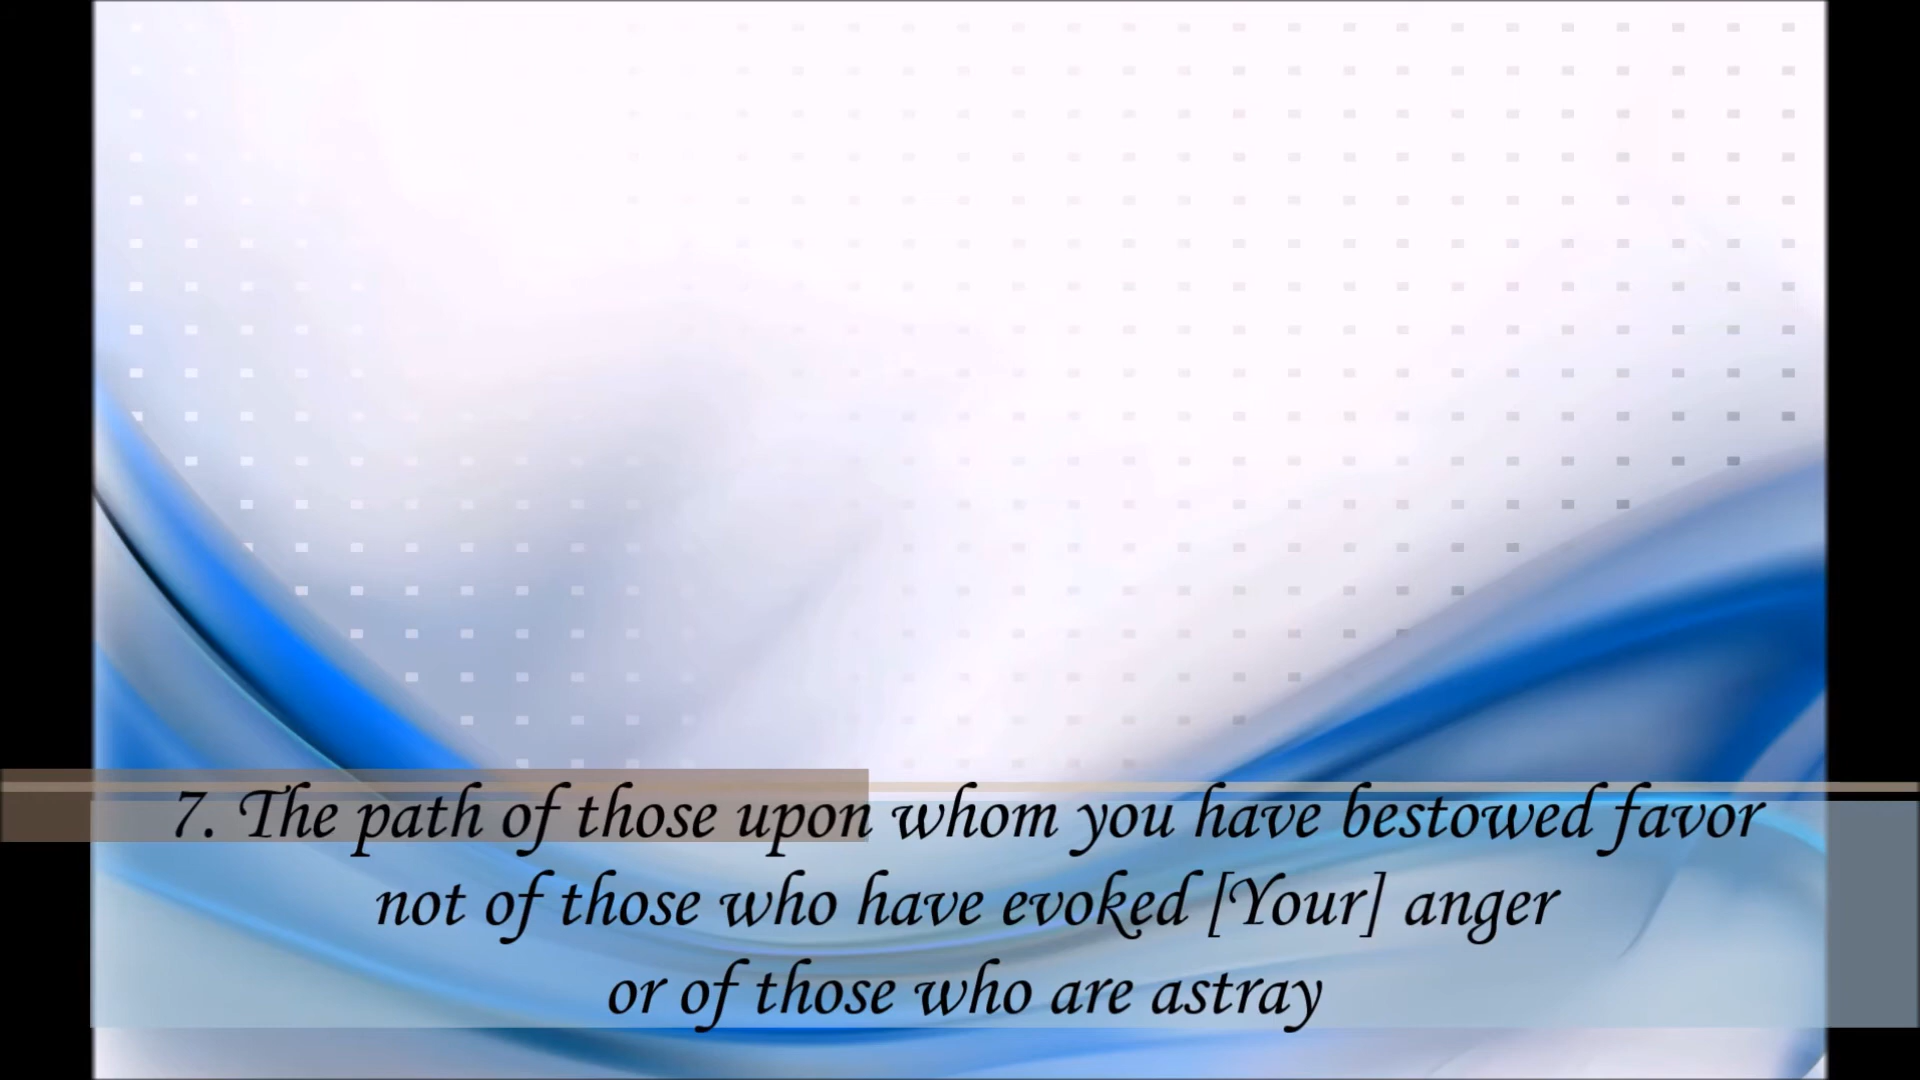 7. The path of those upon whom you have bestowed favor
not of those who have evoked [Your] anger
or of those who are astray